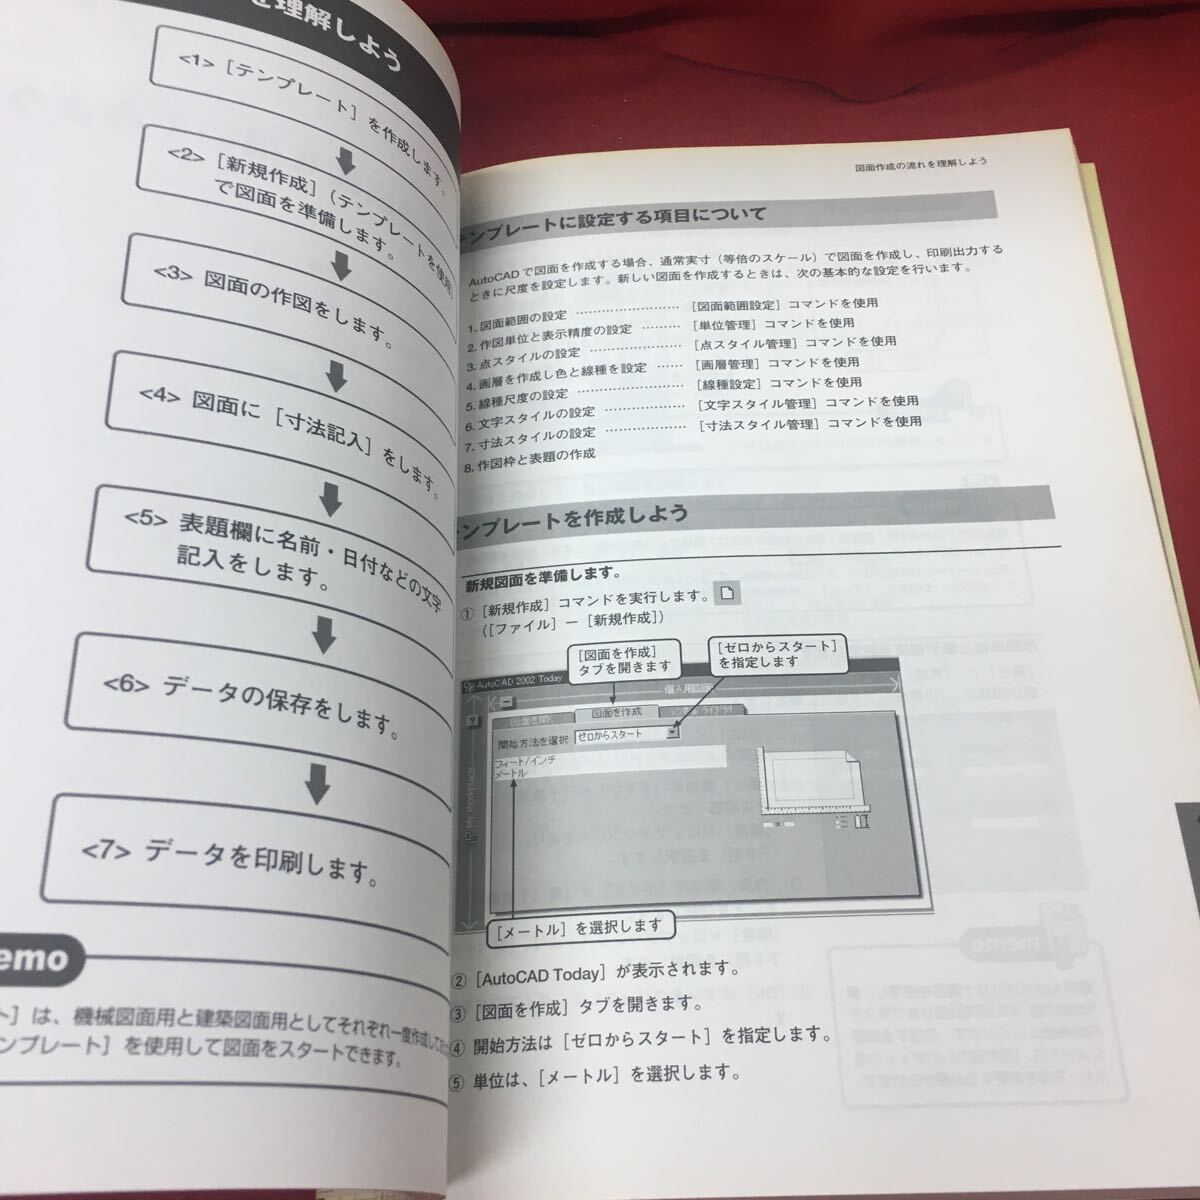 を理解しよう
<1> [テンプレート] を作成します。
<2> [新規作成] (テンプレートを使用)
で図面を準備します。
<3> 図面の作図をします。
<4> 図面に [寸法記入] をします。
<5> 表題欄に名前・日付などの文字
記入をします。
<6> データの保存をします。
<7> データを印刷します。
emo
ト] は、機械図面用と建築図面用としてそれぞれ一度作成して
ンプレート] を使用して図面をスタートできます。
図面作成の流れを理解しよう
テンプレートに設定する項目について
AutoCADで図面を作成する場合、通常実寸 (等倍のスケール) で図面を作成し、印刷出力する
ときに尺度を設定します。新しい図面を作成するときは、次の基本的な設定を行います。
1. 図面範囲の設定 ………………… [図面範囲設定] コマンドを使用
2. 作図単位と表示精度の設定 ……… [単位管理] コマンドを使用
3. 点スタイルの設定 ………………… [点スタイル管理] コマンドを使用
4. 画層を作成し色と線種を設定 …… [画層管理] コマンドを使用
5. 線種尺度の設定 …………………… [線種設定] コマンドを使用
6. 文字スタイルの設定 ……………… [文字スタイル管理] コマンドを使用
7. 寸法スタイルの設定 ……………… [寸法スタイル管理] コマンドを使用
8. 作図枠と表題の作成
テンプレートを作成しよう
新規図面を準備します。
① [新規作成] コマンドを実行します。
([ファイル] － [新規作成])
[図面を作成]
タブを開きます
[ゼロからスタート]
を指定します
AutoCAD 2002 Today
個人用図面
図面を開く
図面を作成
シンボル ライブラリ
開始方法を選択
ゼロからスタート
フィート/インチ
メートル
[メートル] を選択します
② [AutoCAD Today] が表示されます。
③ [図面を作成] タブを開きます。
④ 開始方法は [ゼロからスタート] を指定します。
⑤ 単位は、[メートル] を選択します。